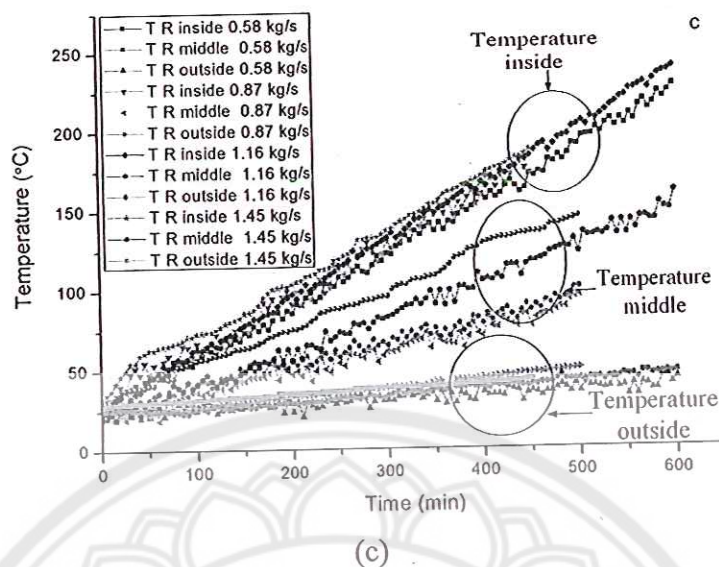 c
T R inside 0.58 kg/s
T R middle 0.58 kg/s
T R outside 0.58 kg/s
T R inside 0.87 kg/s
T R middle 0.87 kg/s
T R outside 0.87 kg/s
T R inside 1.16 kg/s
T R middle 1.16 kg/s
T R outside 1.16 kg/s
T R inside 1.45 kg/s
T R middle 1.45 kg/s
T R outside 1.45 kg/s
Temperature
inside
Temperature
middle
Temperature
outside
Temperature (°C)
250
200
150
100
50
0
0 100 200 300 400 500 600
Time (min)
(c)